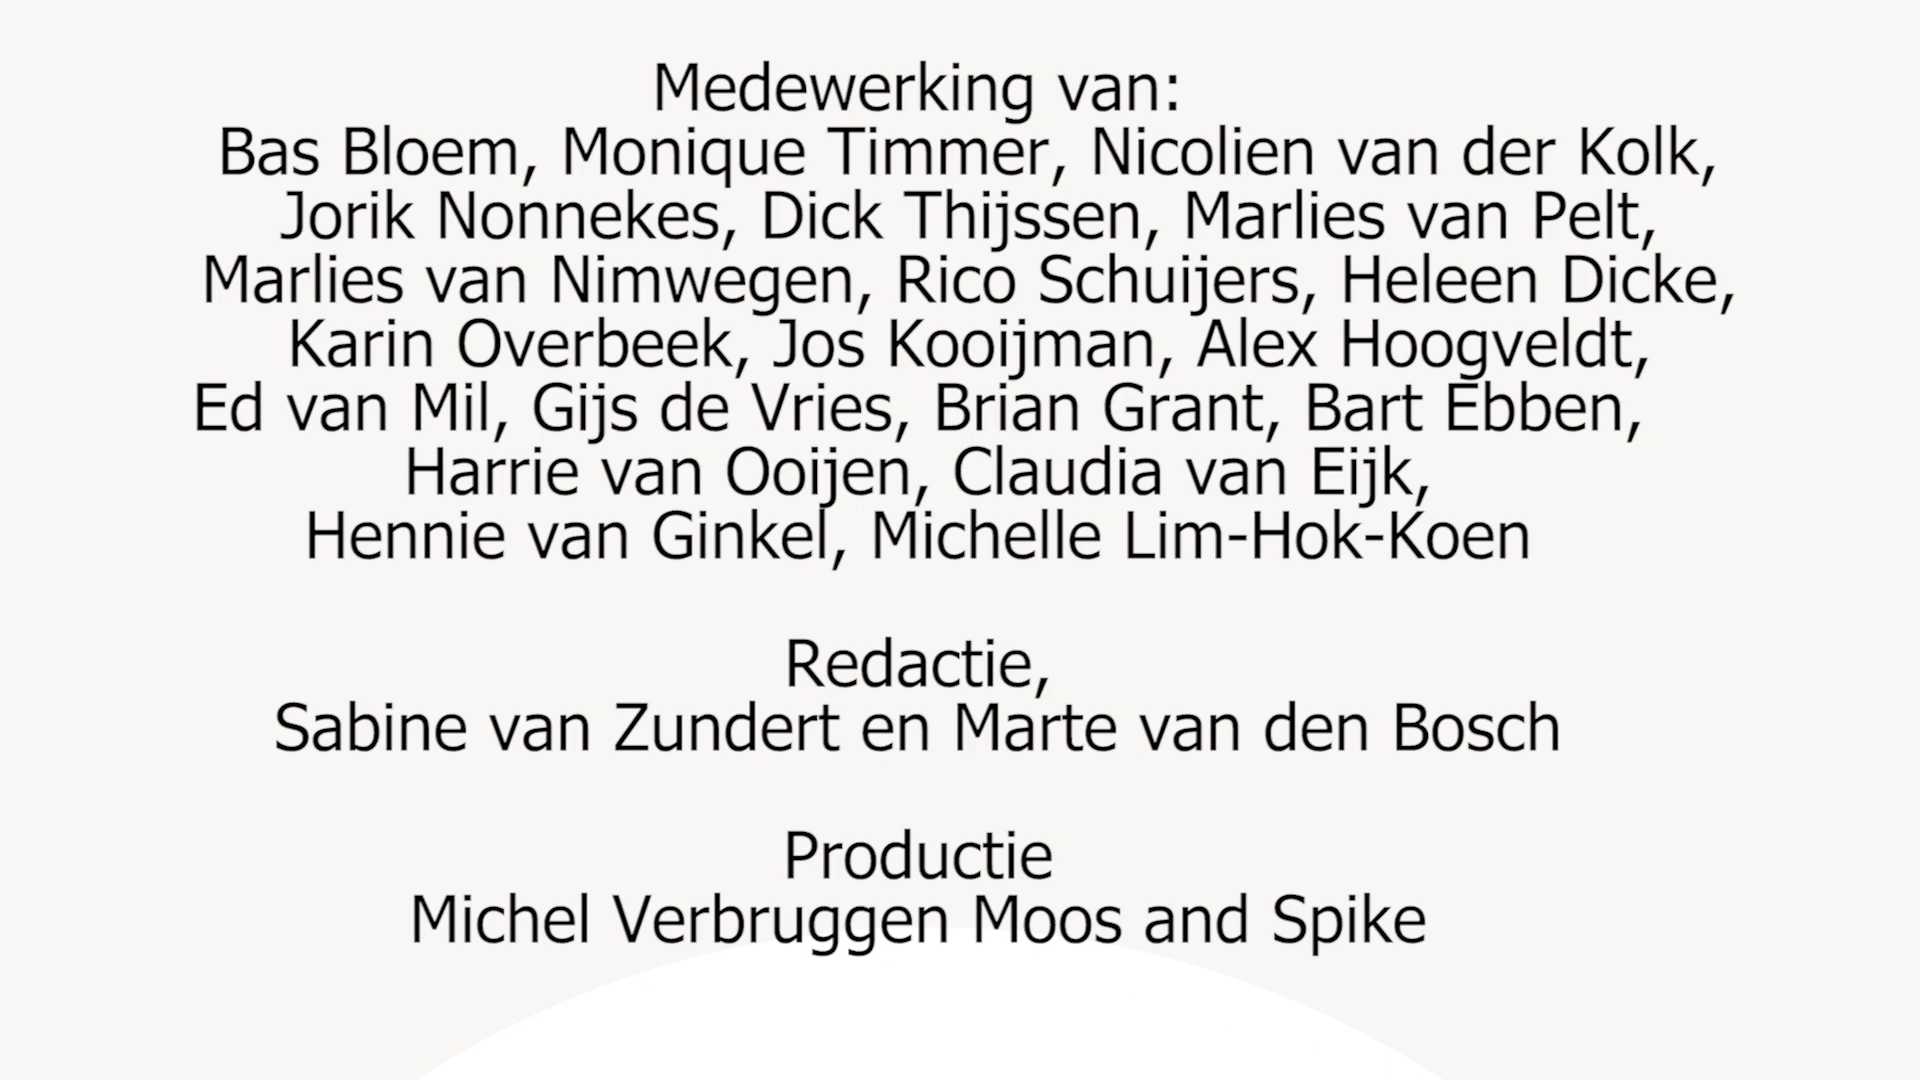 Medewerking van:
Bas Bloem, Monique Timmer, Nicolien van der Kolk,
Jorik Nonnekes, Dick Thijssen, Marlies van Pelt,
Marlies van Nimwegen, Rico Schuijers, Heleen Dicke,
Karin Overbeek, Jos Kooijman, Alex Hoogveldt,
Ed van Mil, Gijs de Vries, Brian Grant, Bart Ebben,
Harrie van Ooijen, Claudia van Eijk,
Hennie van Ginkel, Michelle Lim-Hok-Koen
Redactie,
Sabine van Zundert en Marte van den Bosch
Productie
Michel Verbruggen Moos and Spike